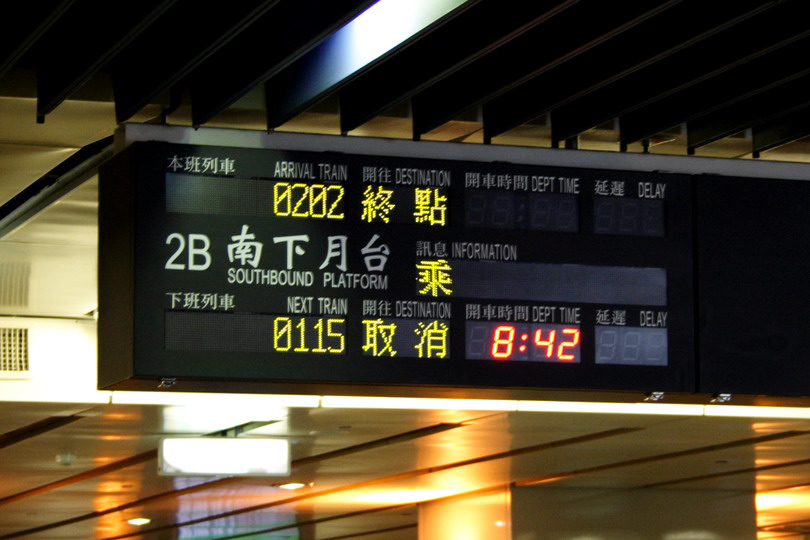 本班列車 ARRIVAL TRAIN 開往 DESTINATION 開車時間 DEPT TIME 延遲 DELAY
0202 終點
2B 南下月台 訊息 INFORMATION
SOUTHBOUND PLATFORM 乘
下班列車 NEXT TRAIN 開往 DESTINATION 開車時間 DEPT TIME 延遲 DELAY
0115 取消 8:42